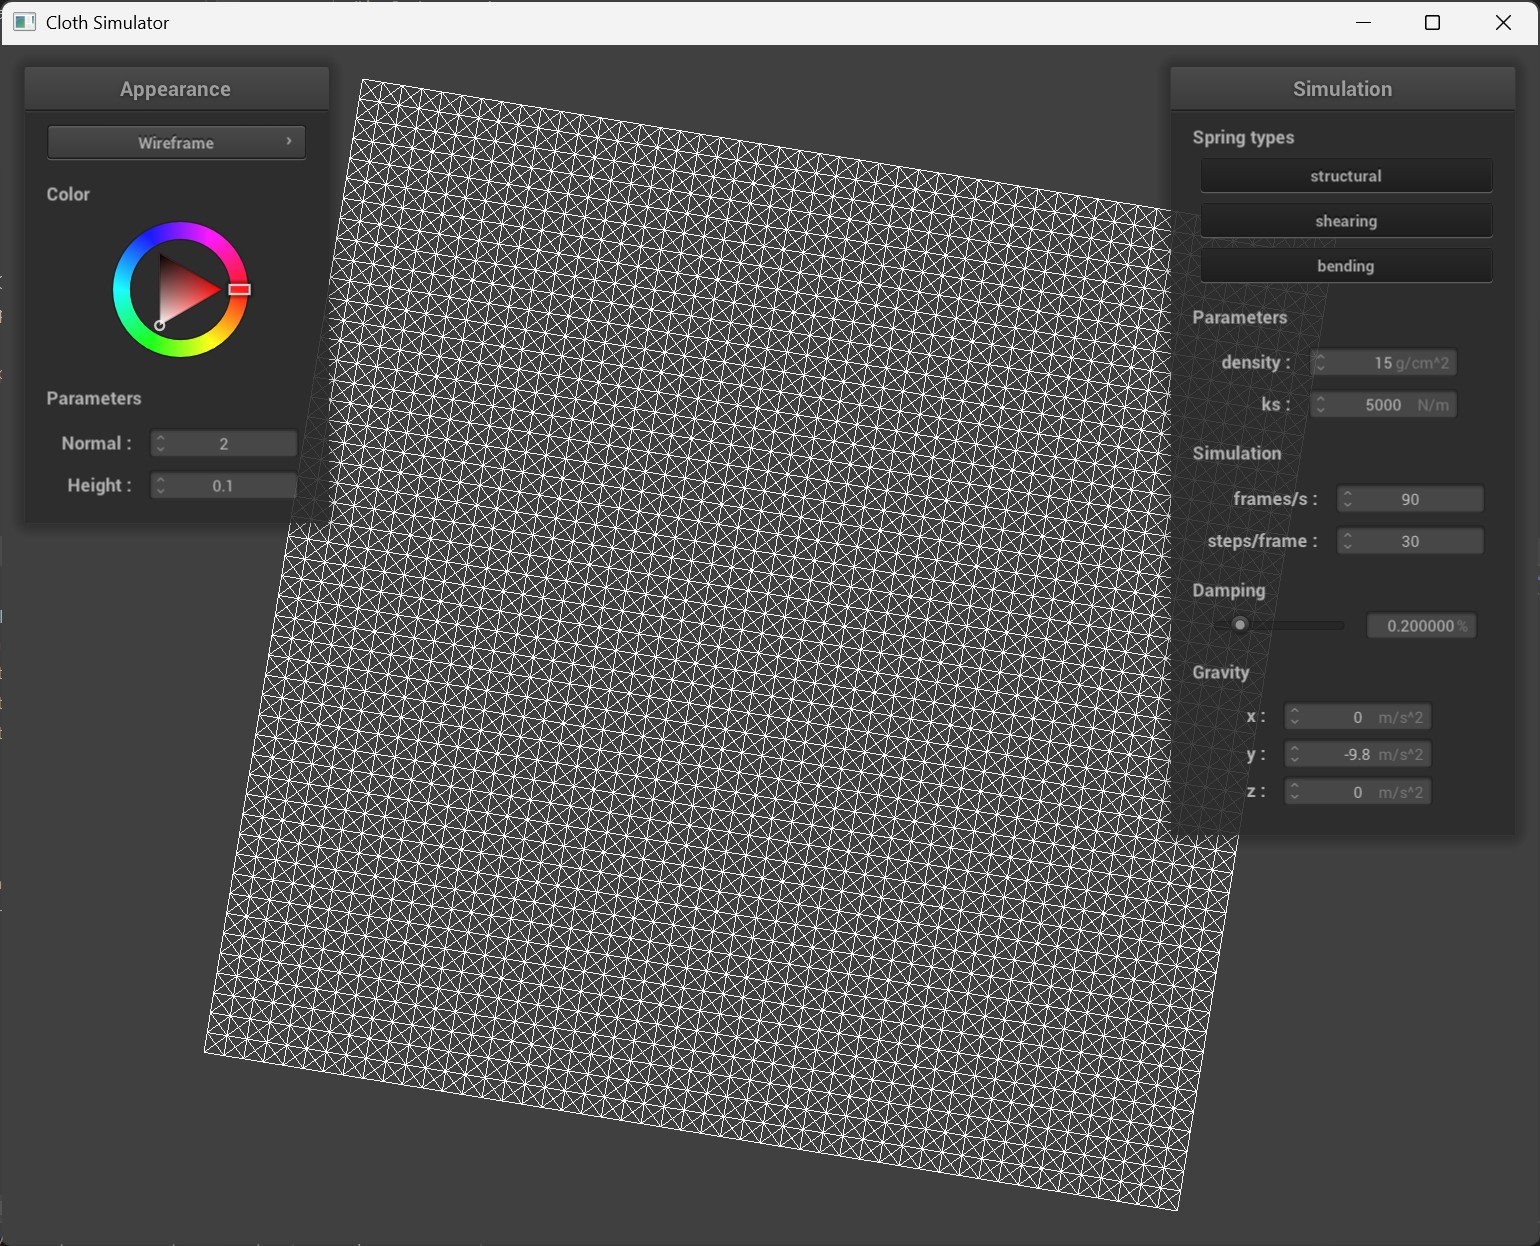 Cloth Simulator
Appearance
Wireframe
Color
Parameters
Normal : 2
Height : 0.1
Simulation
Spring types
structural
shearing
bending
Parameters
density : 15 g/cm^2
ks : 5000 N/m
Simulation
frames/s : 90
steps/frame : 30
Damping
0.200000 %
Gravity
x : 0 m/s^2
y : -9.8 m/s^2
z : 0 m/s^2